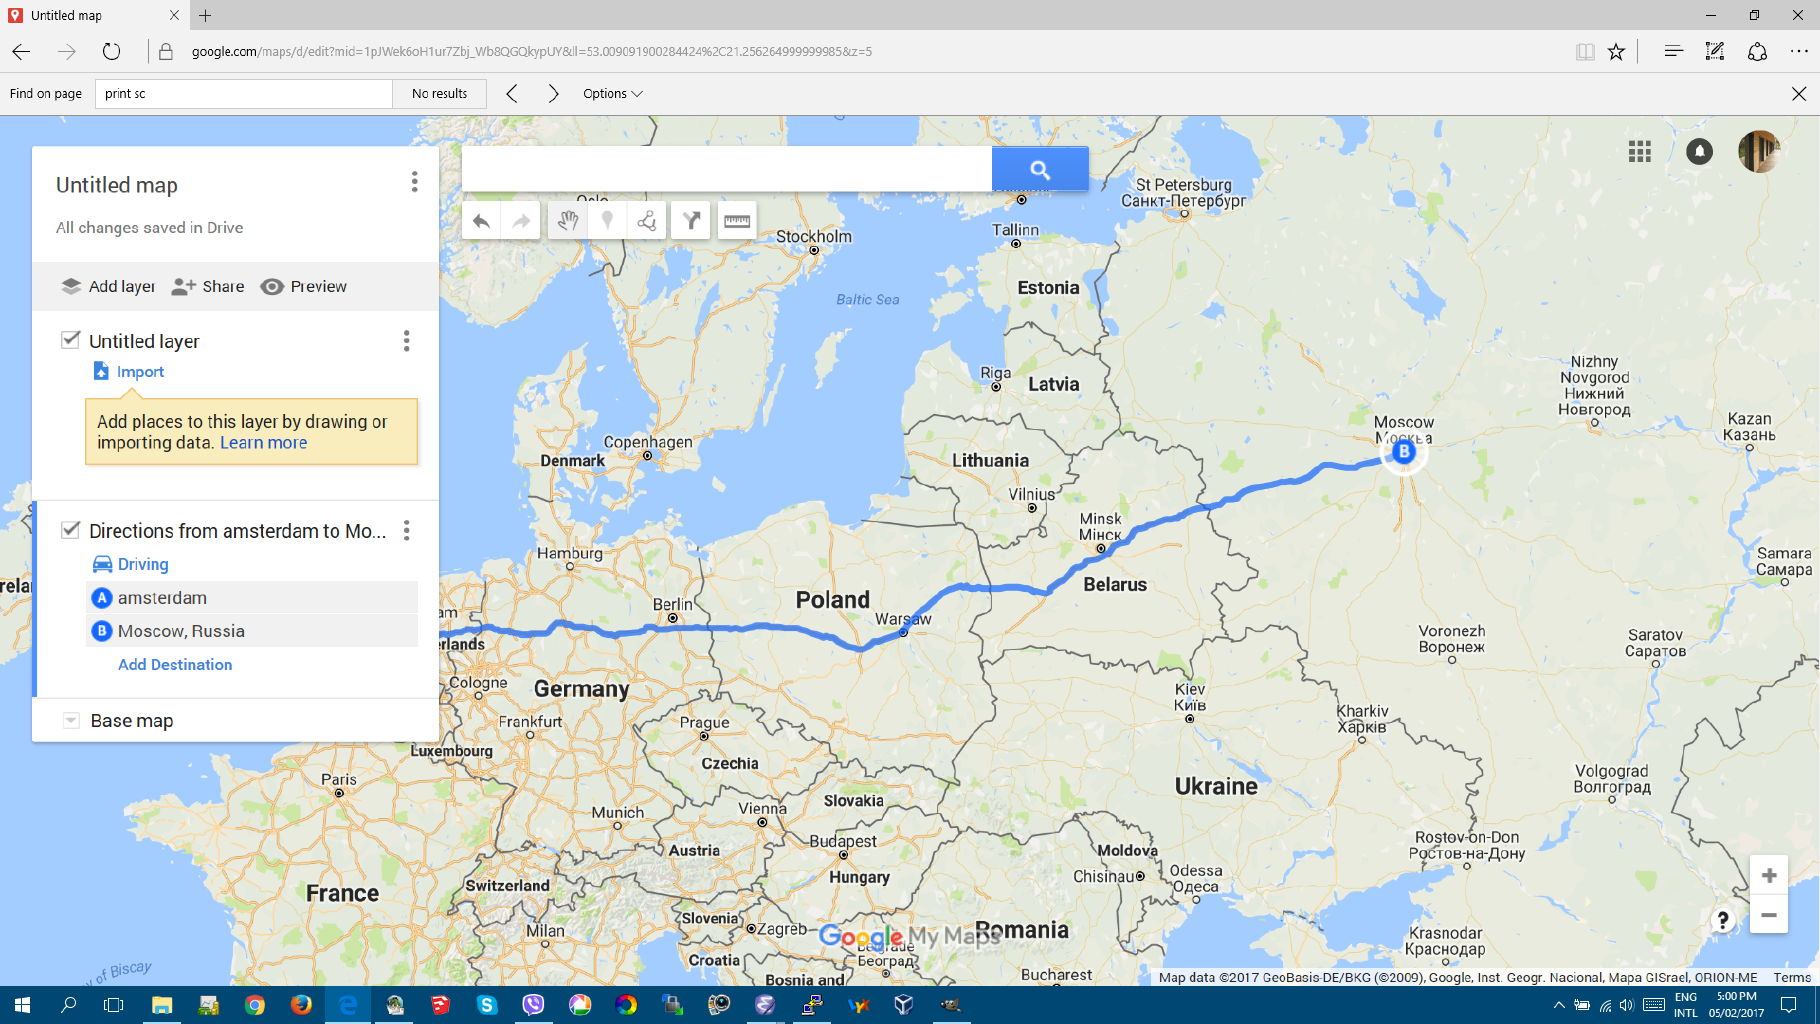 Untitled map
google.com/maps/d/edit?mid=1pJWek6oH1ur7Zbj_Wb8QGQkypUY&ll=53.009091900284424%2C21.256264999999985&z=5
Find on page
print sc
No results
Options
Untitled map
All changes saved in Drive
Add layer
Share
Preview
Untitled layer
Import
Add places to this layer by drawing or
importing data. Learn more
Directions from amsterdam to Mo...
Driving
A amsterdam
B Moscow, Russia
Add Destination
Base map
Oslo
Stockholm
St Petersburg
Санкт-Петербург
Tallinn
Estonia
Baltic Sea
Riga
Latvia
Nizhny
Novgorod
Нижний
Новгород
Kazan
Казань
Moscow
Москва
B
Copenhagen
Denmark
Lithuania
Vilnius
Minsk
Мінск
Belarus
Hamburg
Samara
Самара
Berlin
Poland
Warsaw
am
erlands
Cologne
Germany
Voronezh
Воронеж
Saratov
Саратов
Kiev
Київ
Kharkiv
Харків
Frankfurt
Prague
Luxembourg
Czechia
Paris
Ukraine
Volgograd
Волгоград
Slovakia
Munich
Vienna
Budapest
Austria
Hungary
Moldova
Chisinau
Odessa
Одеса
Rostov-on-Don
Ростов-на-Дону
France
Switzerland
Slovenia
Zagreb
Milan
Croatia
Google My Maps
Romania
Belgrade
Београд
Krasnodar
Краснодар
y of Biscay
Bosnia and
Bucharest
Map data ©2017 GeoBasis-DE/BKG (©2009), Google, Inst. Geogr. Nacional, Mapa GISrael, ORION-ME
Terms
ENG
INTL
5:00 PM
05/02/2017